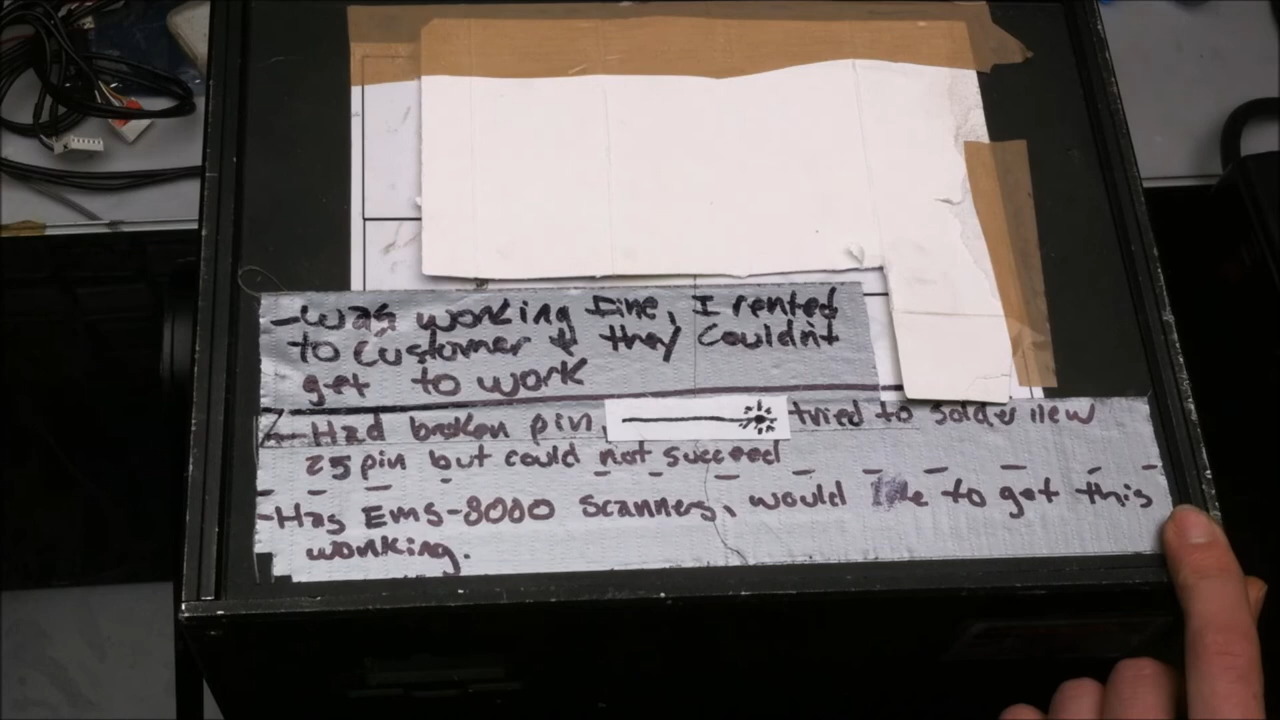 - Was working fine, I rented
to customer & they couldn't
get to work
- Had broken pin, tried to solder new
25 pin but could not succeed
- Has EMS-8000 Scanners, would like to get this
working.